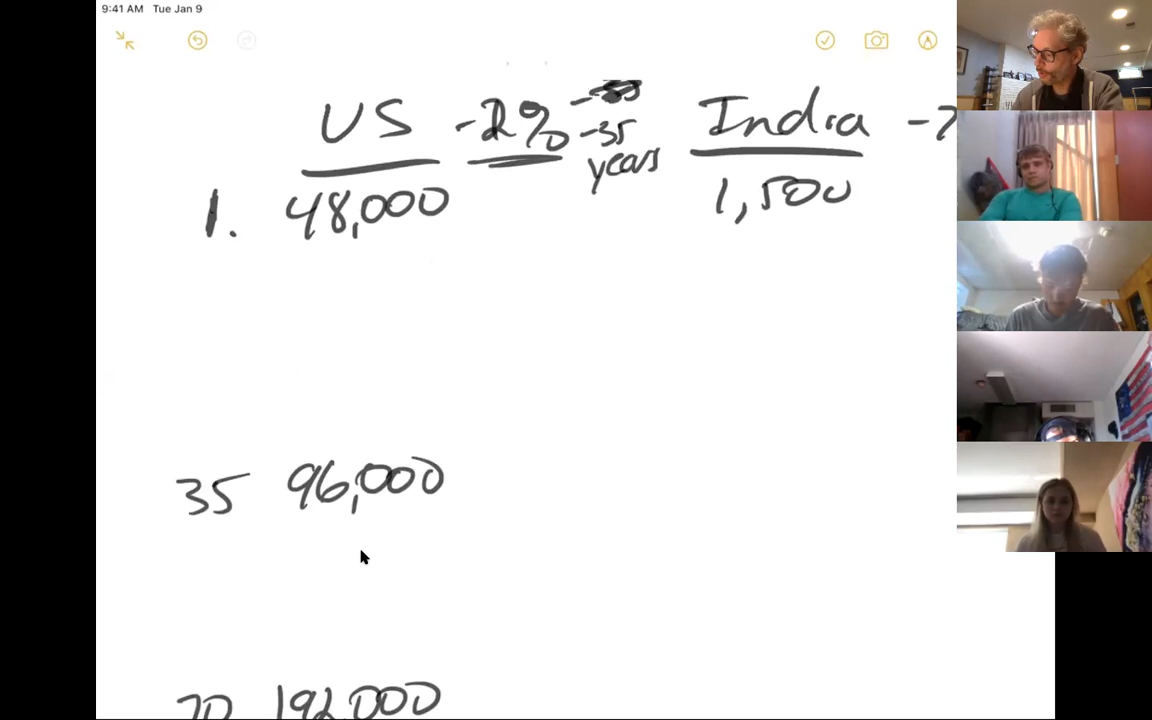 9:41 AM Tue Jan 9
US -2% -35 years India -7
1. 48,000 1,500
35 96,000
70 192,000